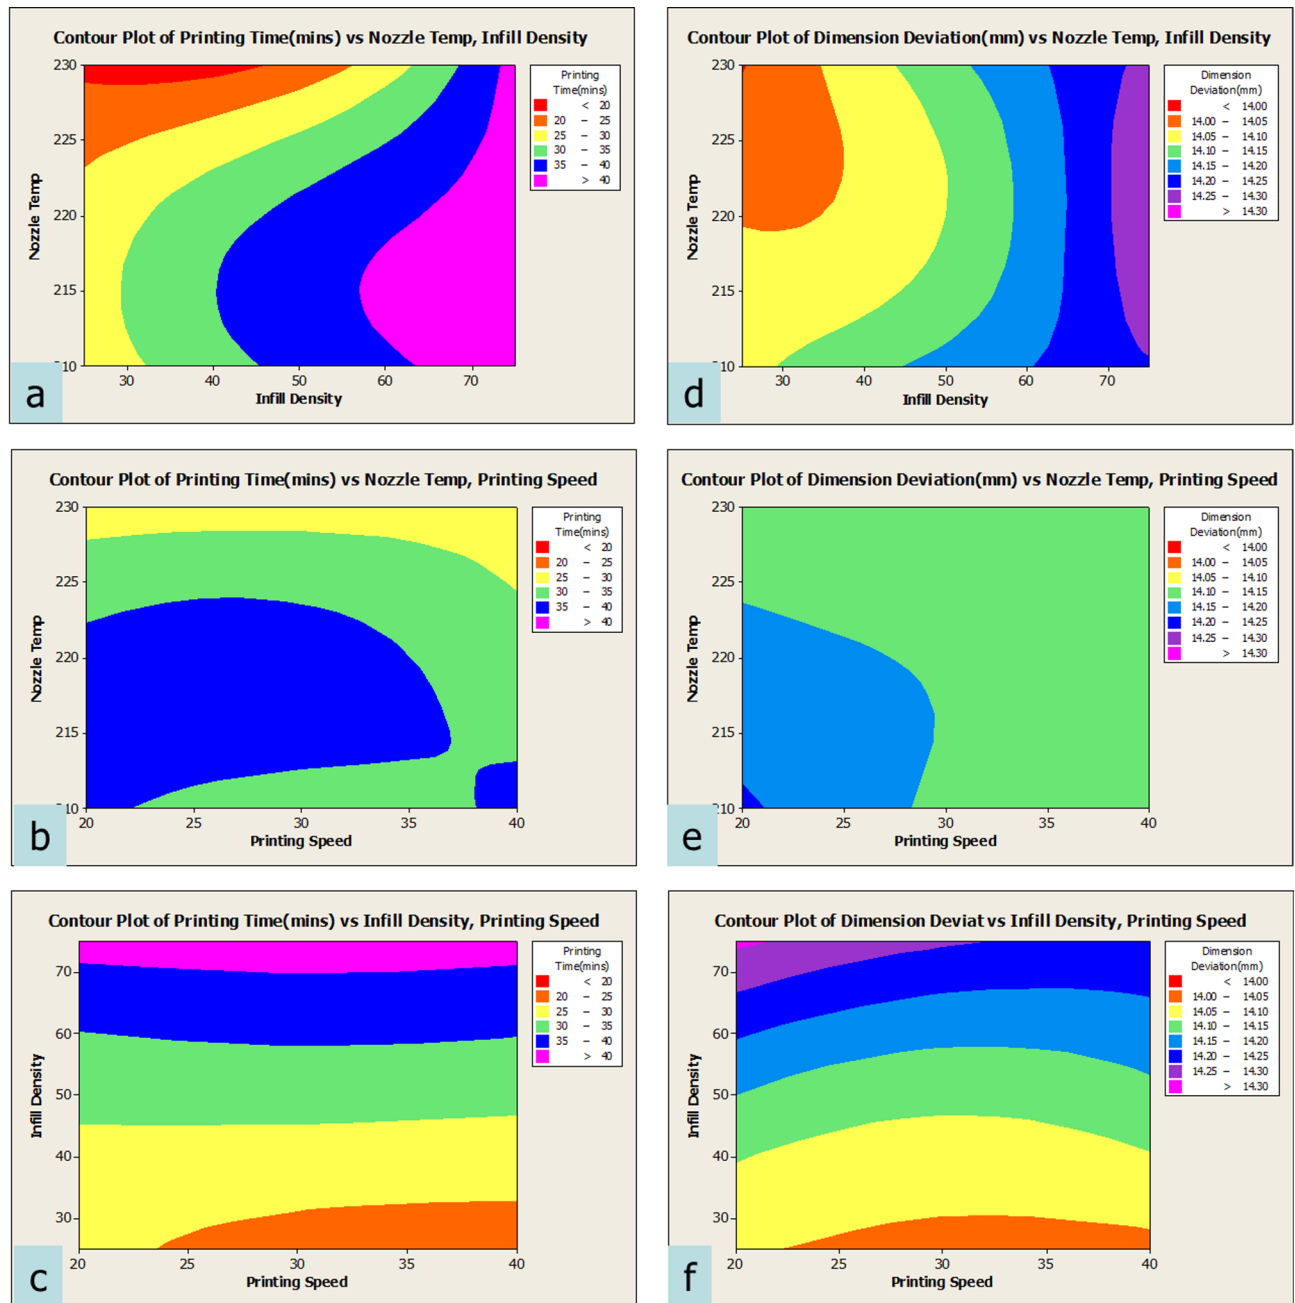 Contour Plot of Printing Time(mins) vs Nozzle Temp, Infill Density
Printing
Time(mins)
< 20
20 – 25
25 – 30
30 – 35
35 – 40
> 40
230
225
220
215
10
Nozzle Temp
30 40 50 60 70
Infill Density
a
Contour Plot of Dimension Deviation(mm) vs Nozzle Temp, Infill Density
Dimension
Deviation(mm)
< 14.00
14.00 – 14.05
14.05 – 14.10
14.10 – 14.15
14.15 – 14.20
14.20 – 14.25
14.25 – 14.30
> 14.30
230
225
220
215
10
Nozzle Temp
30 40 50 60 70
Infill Density
d
Contour Plot of Printing Time(mins) vs Nozzle Temp, Printing Speed
Printing
Time(mins)
< 20
20 – 25
25 – 30
30 – 35
35 – 40
> 40
230
225
220
215
10
Nozzle Temp
20 25 30 35 40
Printing Speed
b
Contour Plot of Dimension Deviation(mm) vs Nozzle Temp, Printing Speed
Dimension
Deviation(mm)
< 14.00
14.00 – 14.05
14.05 – 14.10
14.10 – 14.15
14.15 – 14.20
14.20 – 14.25
14.25 – 14.30
> 14.30
230
225
220
215
210
Nozzle Temp
20 25 30 35 40
Printing Speed
e
Contour Plot of Printing Time(mins) vs Infill Density, Printing Speed
Printing
Time(mins)
< 20
20 – 25
25 – 30
30 – 35
35 – 40
> 40
70
60
50
40
30
Infill Density
20 25 30 35 40
Printing Speed
c
Contour Plot of Dimension Deviat vs Infill Density, Printing Speed
Dimension
Deviation(mm)
< 14.00
14.00 – 14.05
14.05 – 14.10
14.10 – 14.15
14.15 – 14.20
14.20 – 14.25
14.25 – 14.30
> 14.30
70
60
50
40
30
Infill Density
20 25 30 35 40
Printing Speed
f